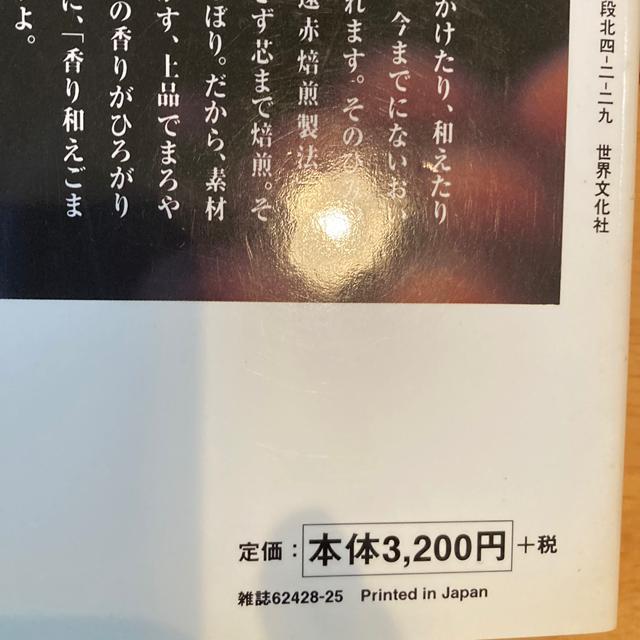 段北四-二-二九 世界文化社
かけたり、和えたり
今までにないお
れます。そのひ
遠赤焙煎製法」
さず芯まで焙煎。そ
ぼり。だから、素材
す、上品でまろや
の香りがひろがり
に、「香り和えごま
よ。
定価：本体3,200円+税
雑誌62428-25 Printed in Japan